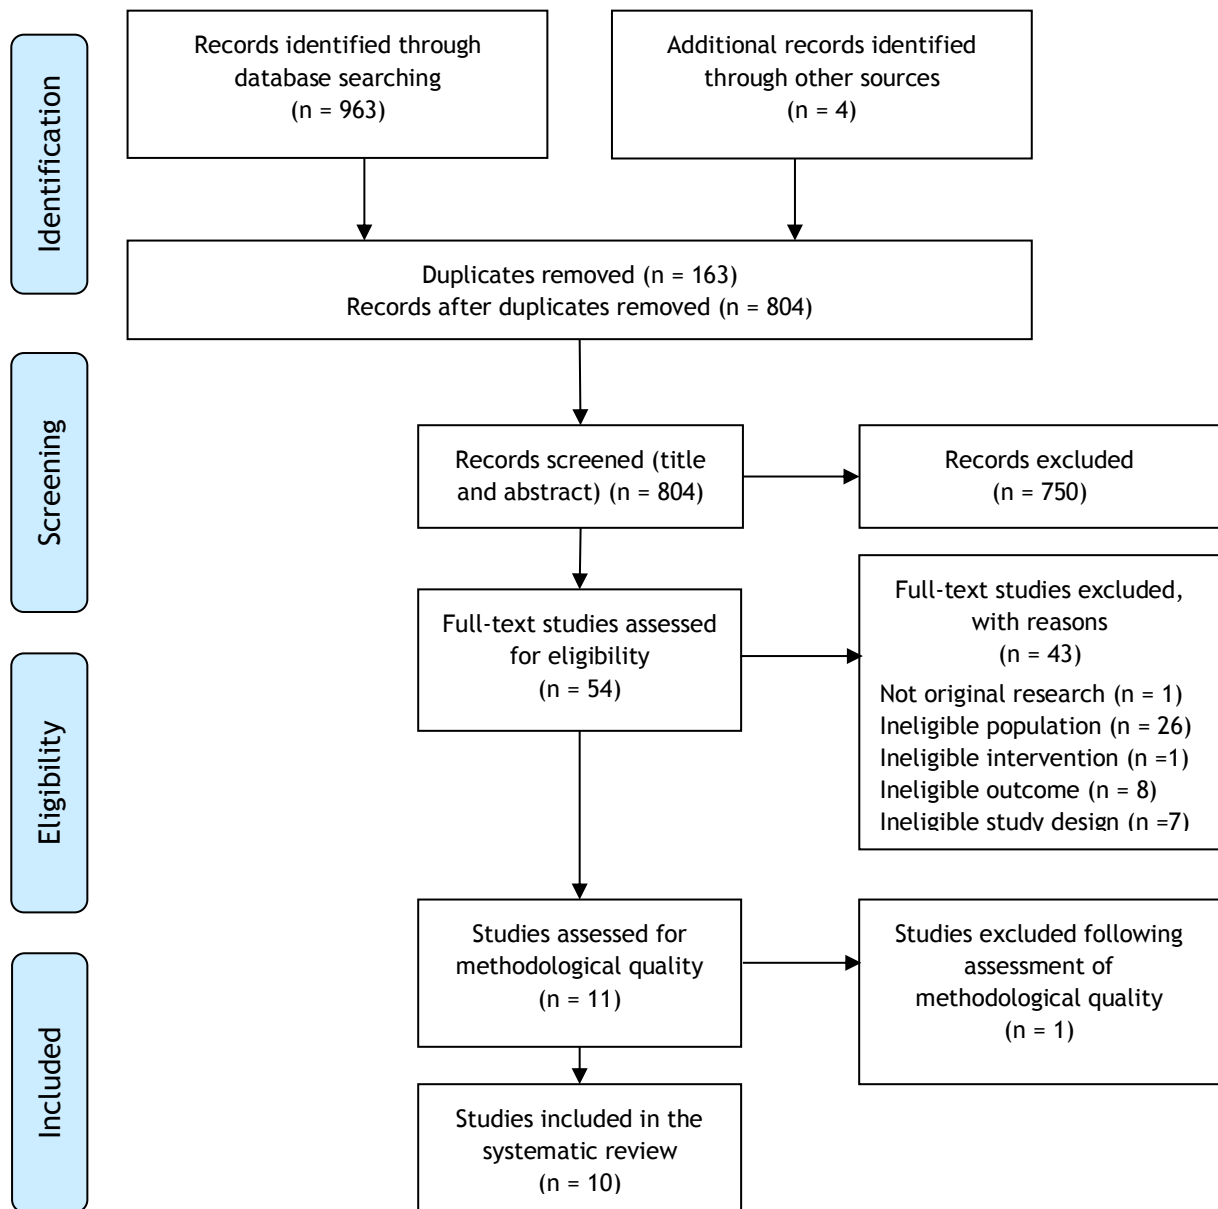 Identification
Records identified through
database searching
(n = 963)
Additional records identified
through other sources
(n = 4)
Duplicates removed (n = 163)
Records after duplicates removed (n = 804)
Screening
Records screened (title
and abstract) (n = 804)
Records excluded
(n = 750)
Full-text studies assessed
for eligibility
(n = 54)
Full-text studies excluded,
with reasons
(n = 43)
Not original research (n = 1)
Ineligible population (n = 26)
Ineligible intervention (n =1)
Ineligible outcome (n = 8)
Ineligible study design (n =7)
Eligibility
Studies assessed for
methodological quality
(n = 11)
Studies excluded following
assessment of
methodological quality
(n = 1)
Included
Studies included in the
systematic review
(n = 10)